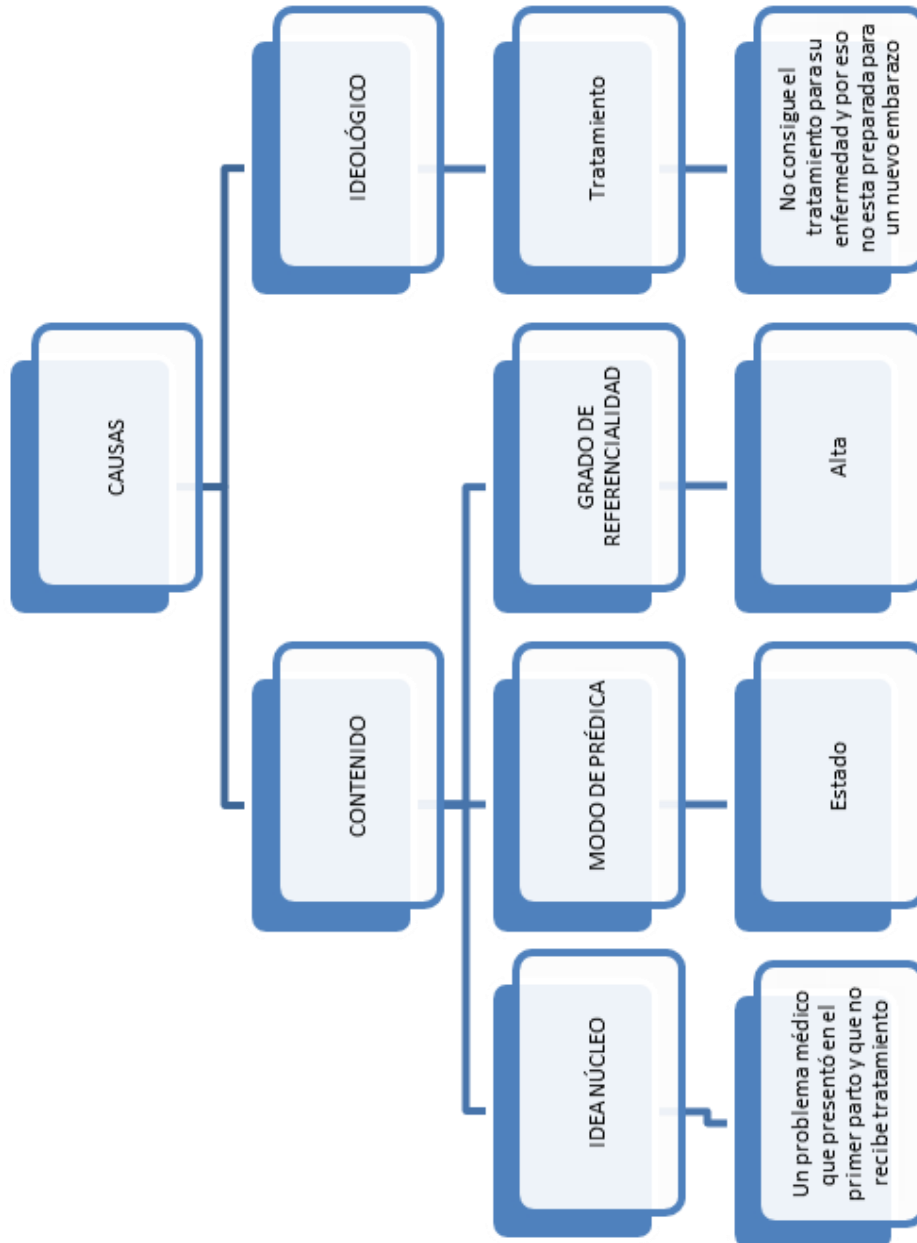 CAUSAS
CONTENIDO
IDEOLÓGICO
IDEA NÚCLEO
MODO DE PRÉDICA
GRADO DE
REFERENCIALIDAD
Tratamiento
Un problema médico
que presentó en el
primer parto y que no
recibe tratamiento
Estado
Alta
No consigue el
tratamiento para su
enfermedad y por eso
no esta preparada para
un nuevo embarazo